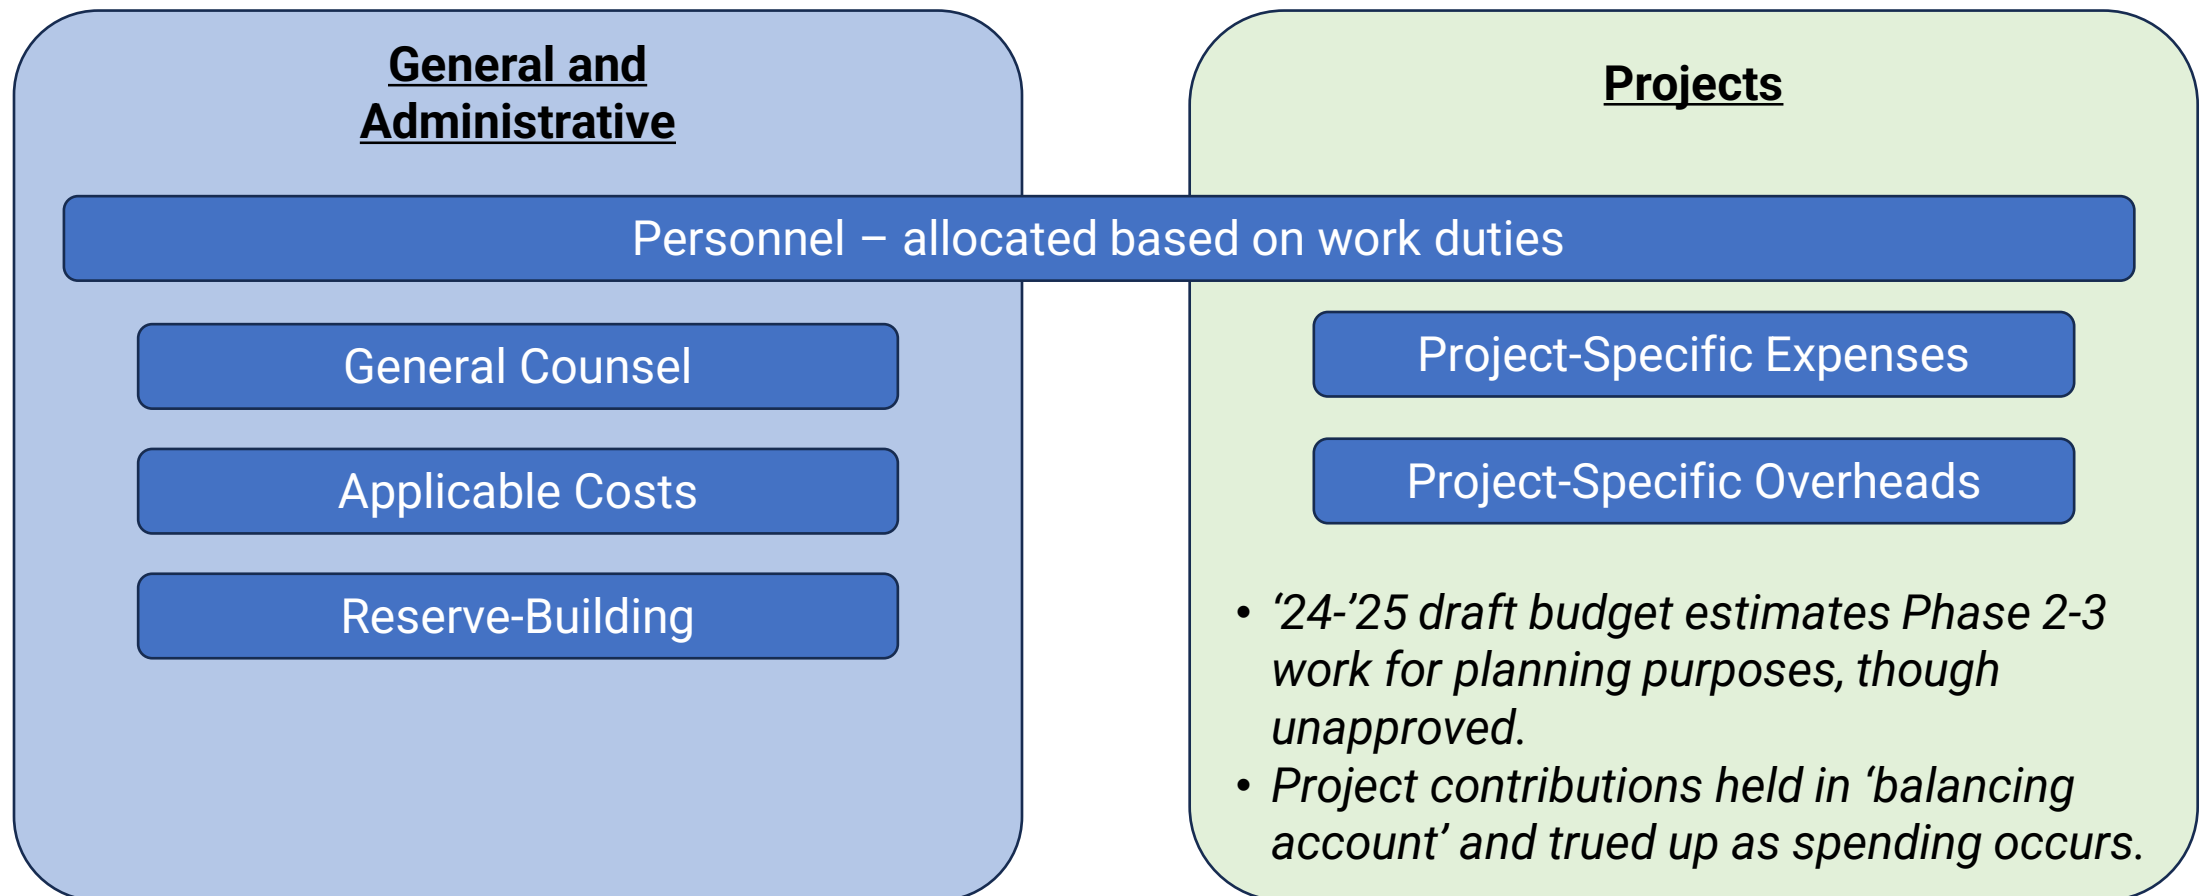 General and
Administrative
Projects
Personnel – allocated based on work duties
General Counsel
Applicable Costs
Reserve-Building
Project-Specific Expenses
Project-Specific Overheads
• ‘24-’25 draft budget estimates Phase 2-3
work for planning purposes, though
unapproved.
• Project contributions held in ‘balancing
account’ and trued up as spending occurs.